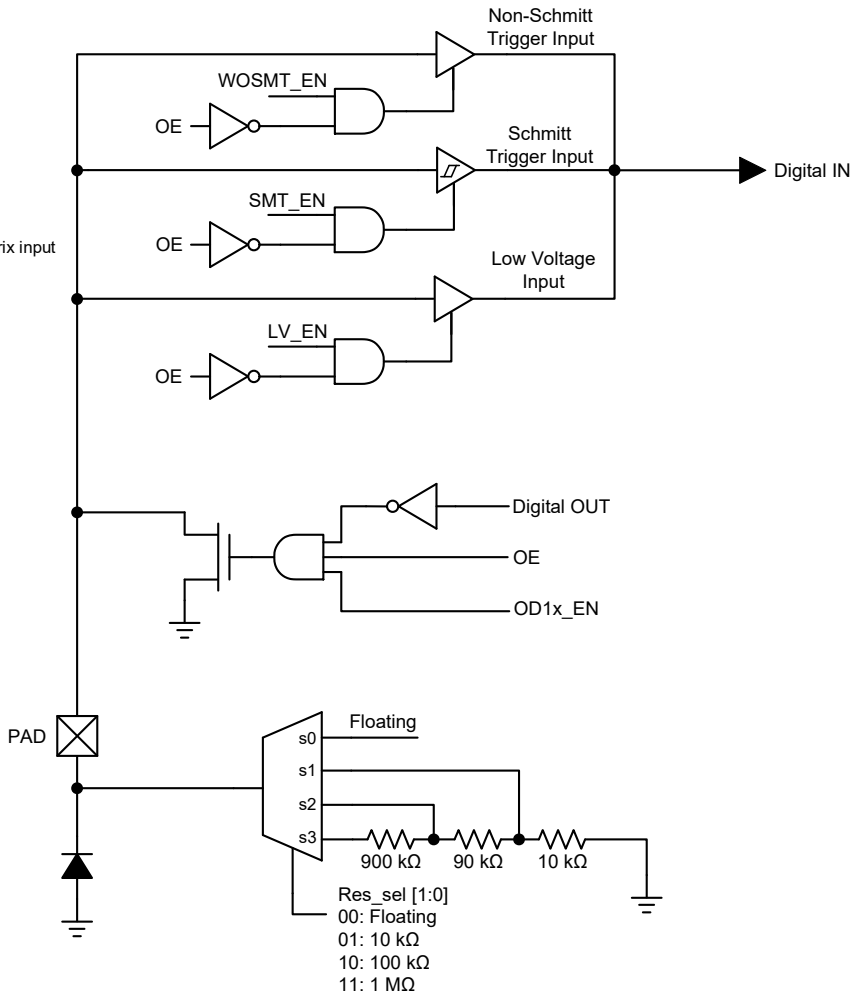 Non-Schmitt
Trigger Input
WOSMT_EN
OE
Schmitt
Trigger Input
Digital IN
SMT_EN
OE
rix input
Low Voltage
Input
LV_EN
OE
Digital OUT
OE
OD1x_EN
PAD
Floating
s0
s1
s2
s3
900 kΩ 90 kΩ 10 kΩ
Res_sel [1:0]
00: Floating
01: 10 kΩ
10: 100 kΩ
11: 1 MΩ